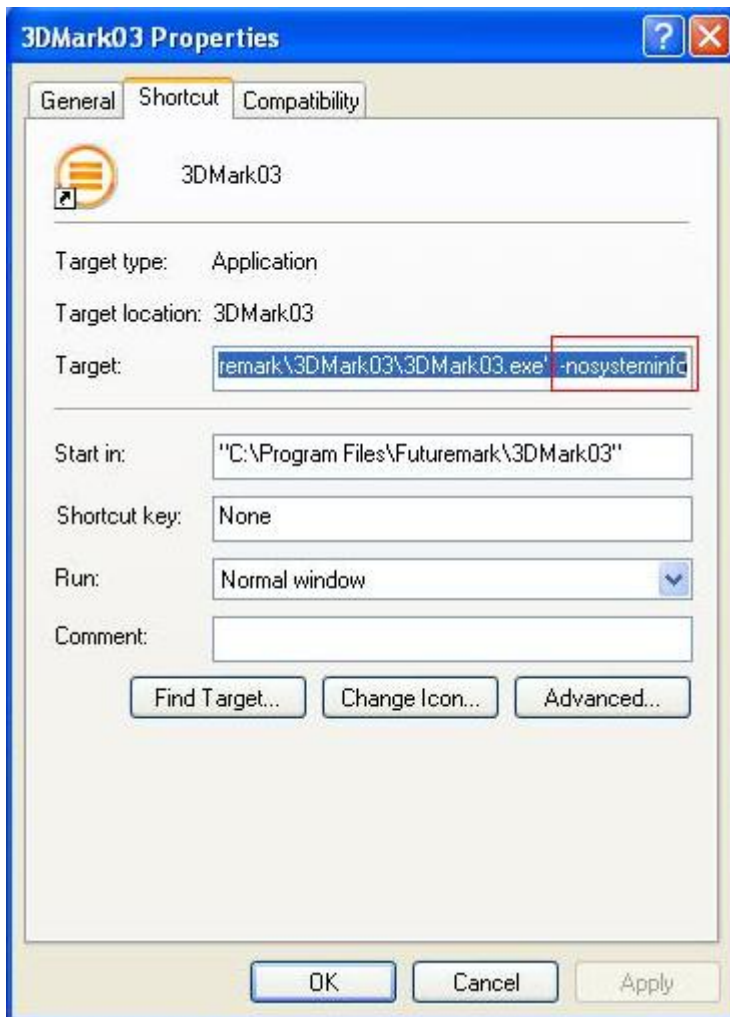 3DMark03 Properties
General Shortcut Compatibility
3DMark03
Target type: Application
Target location: 3DMark03
Target: remark\3DMark03\3DMark03.exe" -nosysteminfo
Start in: "C:\Program Files\Futuremark\3DMark03"
Shortcut key: None
Run: Normal window
Comment:
Find Target... Change Icon... Advanced...
OK Cancel Apply